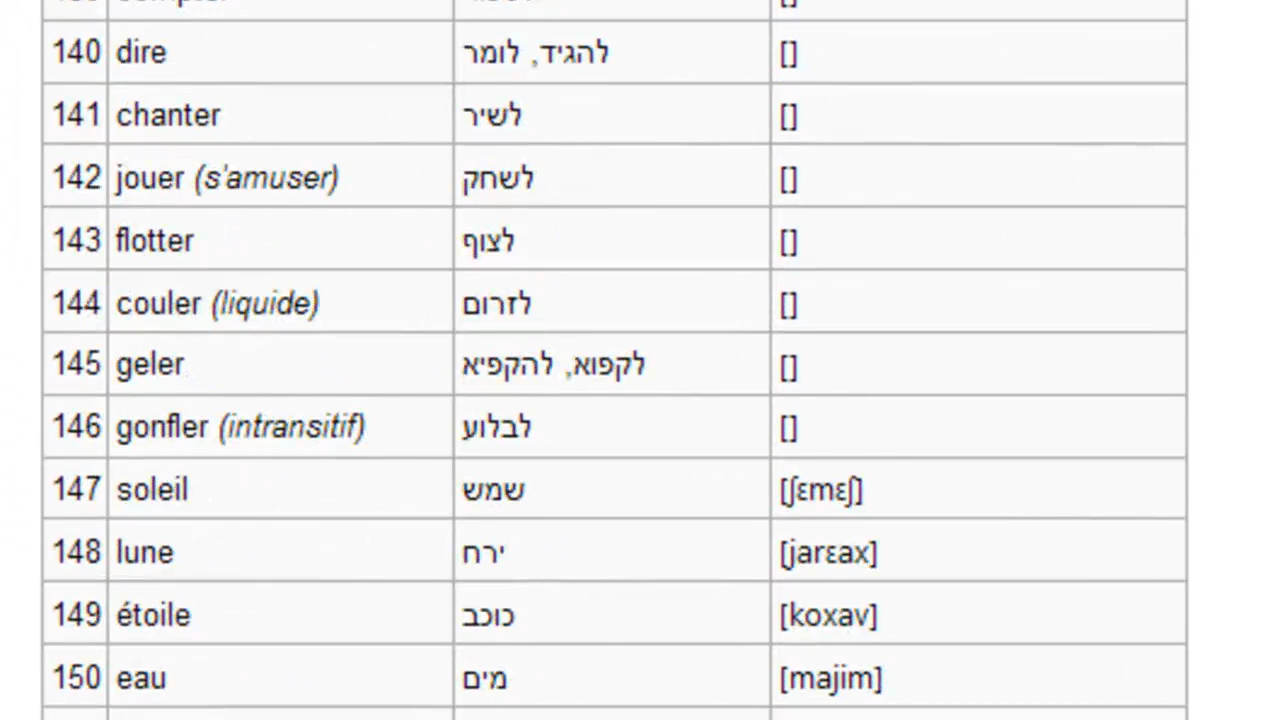 140 dire להגיד, לומר []
141 chanter לשיר []
142 jouer (s'amuser) לשחק []
143 flotter לצוף []
144 couler (liquide) לזרום []
145 geler לקפוא, להקפיא []
146 gonfler (intransitif) לבלוע []
147 soleil שמש [ʃɛmɛʃ]
148 lune ירח [jarɛax]
149 étoile כוכב [koxav]
150 eau מים [majim]